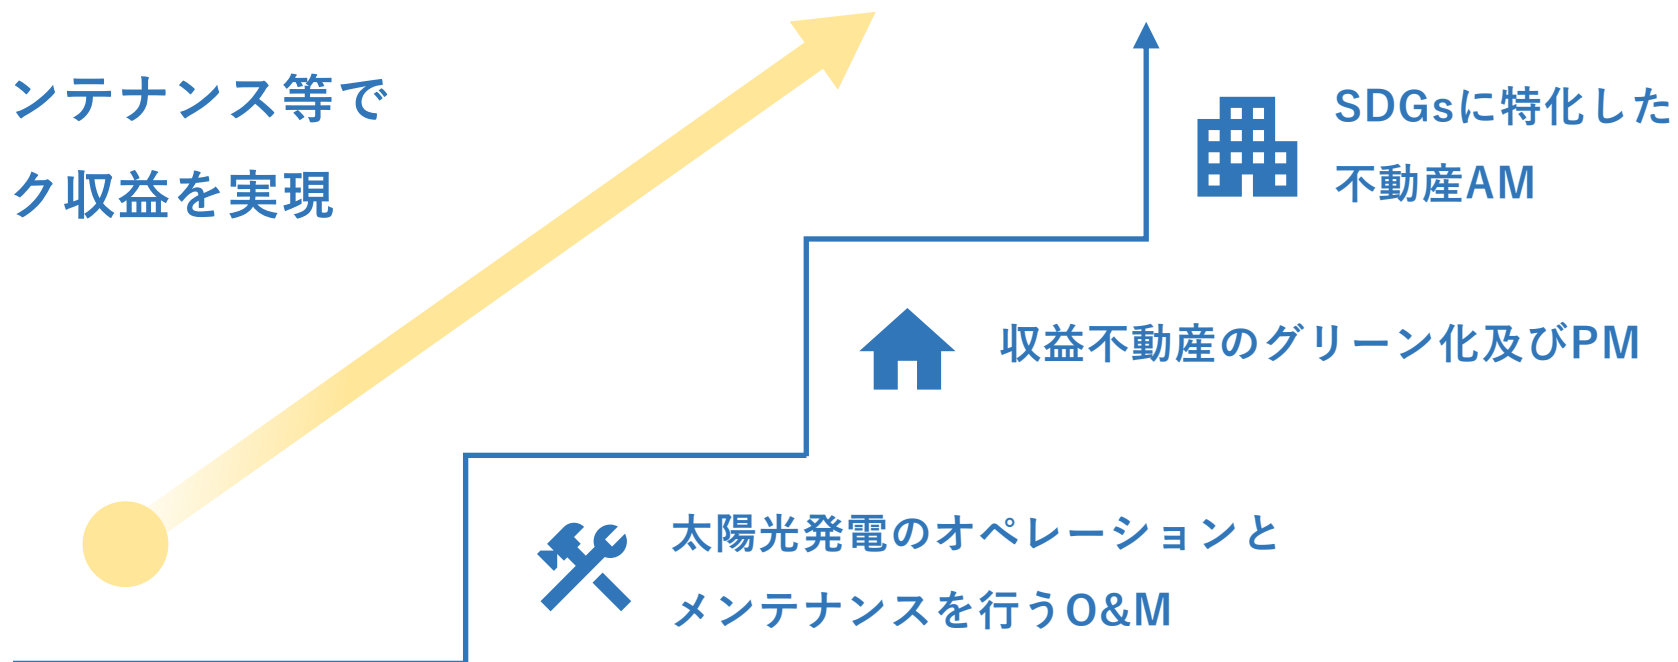 ンテナンス等で
ク収益を実現
SDGsに特化した
不動産AM
収益不動産のグリーン化及びPM
太陽光発電のオペレーションと
メンテナンスを行うO&M